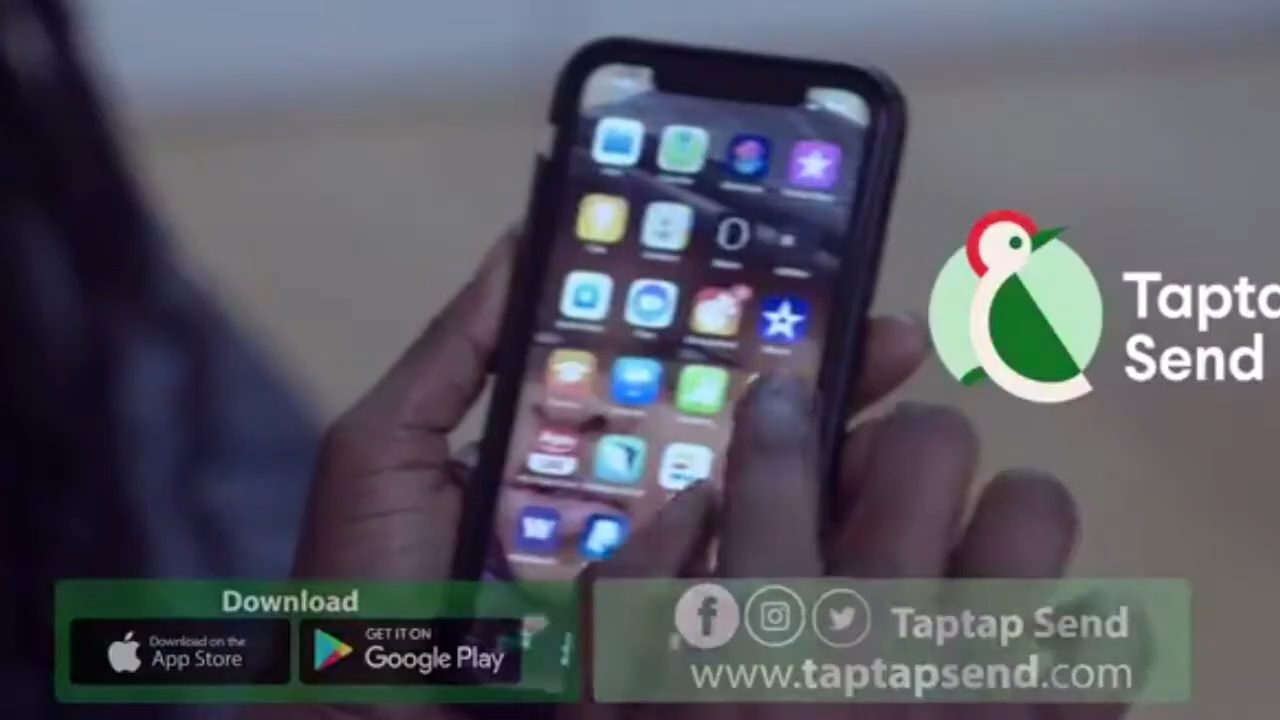 Tapta
Send
Download
Download on the
App Store
GET IT ON
Google Play
Taptap Send
www.taptapsend.com